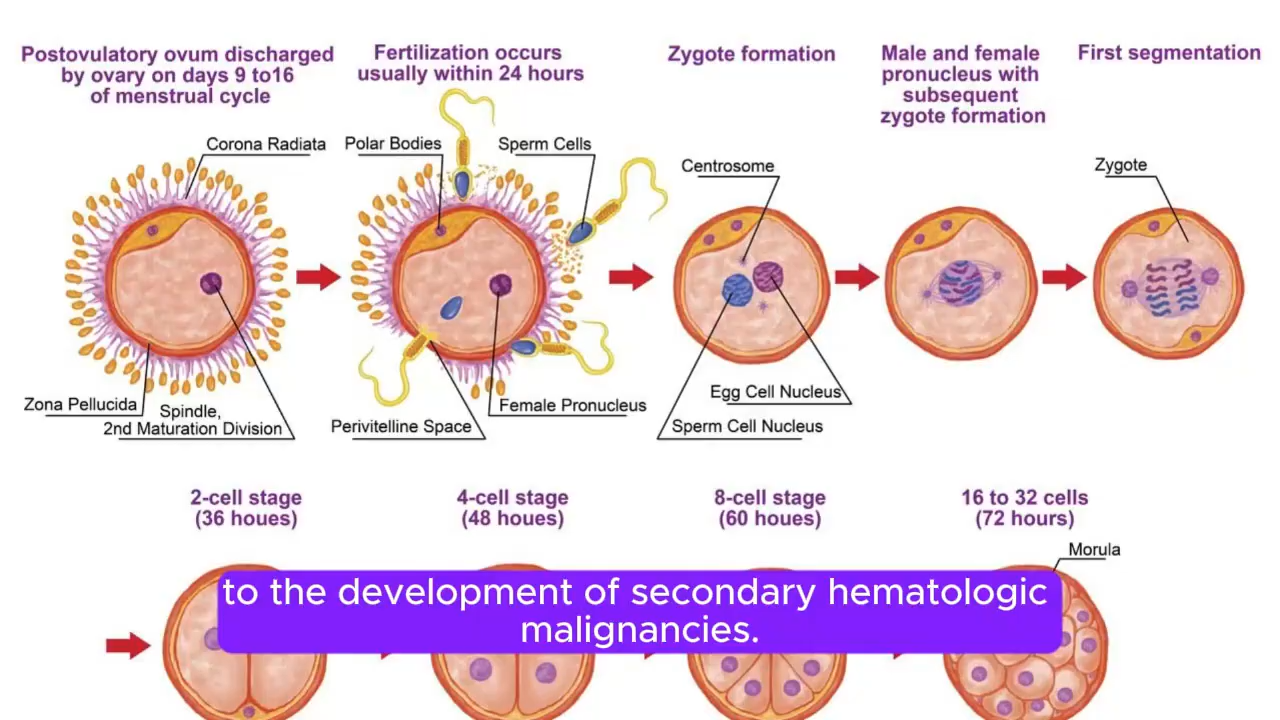 Postovulatory ovum discharged
by ovary on days 9 to16
of menstrual cycle
Fertilization occurs
usually within 24 hours
Zygote formation
Male and female
pronucleus with
subsequent
zygote formation
First segmentation
Corona Radiata
Polar Bodies
Sperm Cells
Centrosome
Zygote
Zona Pellucida
Spindle,
2nd Maturation Division
Perivitelline Space
Female Pronucleus
Egg Cell Nucleus
Sperm Cell Nucleus
2-cell stage
(36 houes)
4-cell stage
(48 houes)
8-cell stage
(60 houes)
16 to 32 cells
(72 hours)
Morula
to the development of secondary hematologic
malignancies.